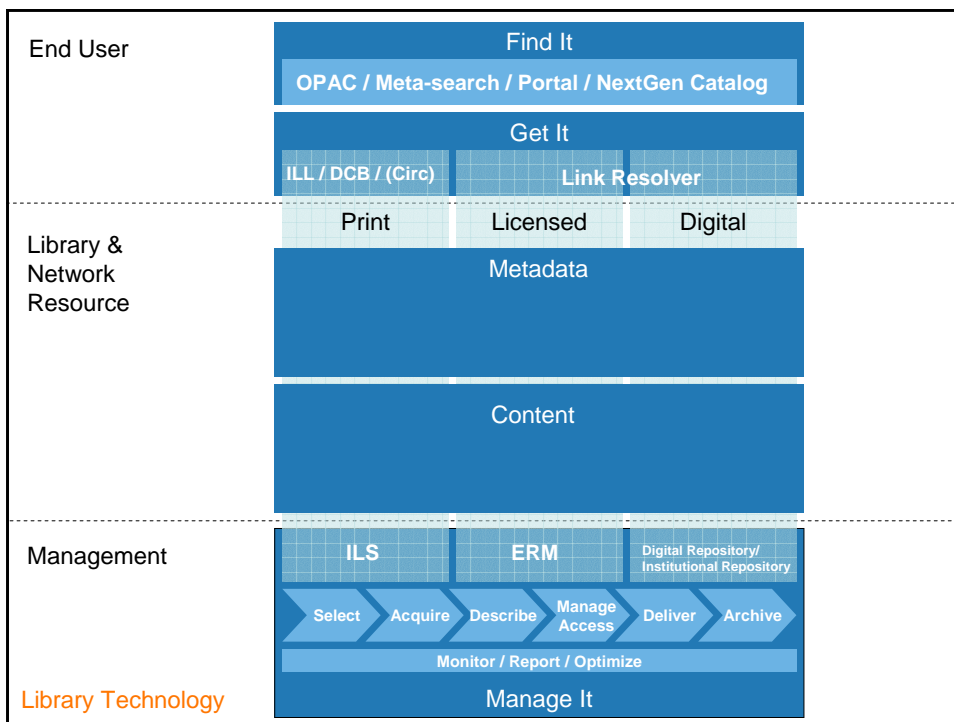 End User
Find It
OPAC / Meta-search / Portal / NextGen Catalog
Get It
ILL / DCB / (Circ)
Link Resolver
Print
Licensed
Digital
Library &
Network
Resource
Metadata
Content
Management
ILS
ERM
Digital Repository/
Institutional Repository
Select
Acquire
Describe
Manage
Access
Deliver
Archive
Monitor / Report / Optimize
Library Technology
Manage It